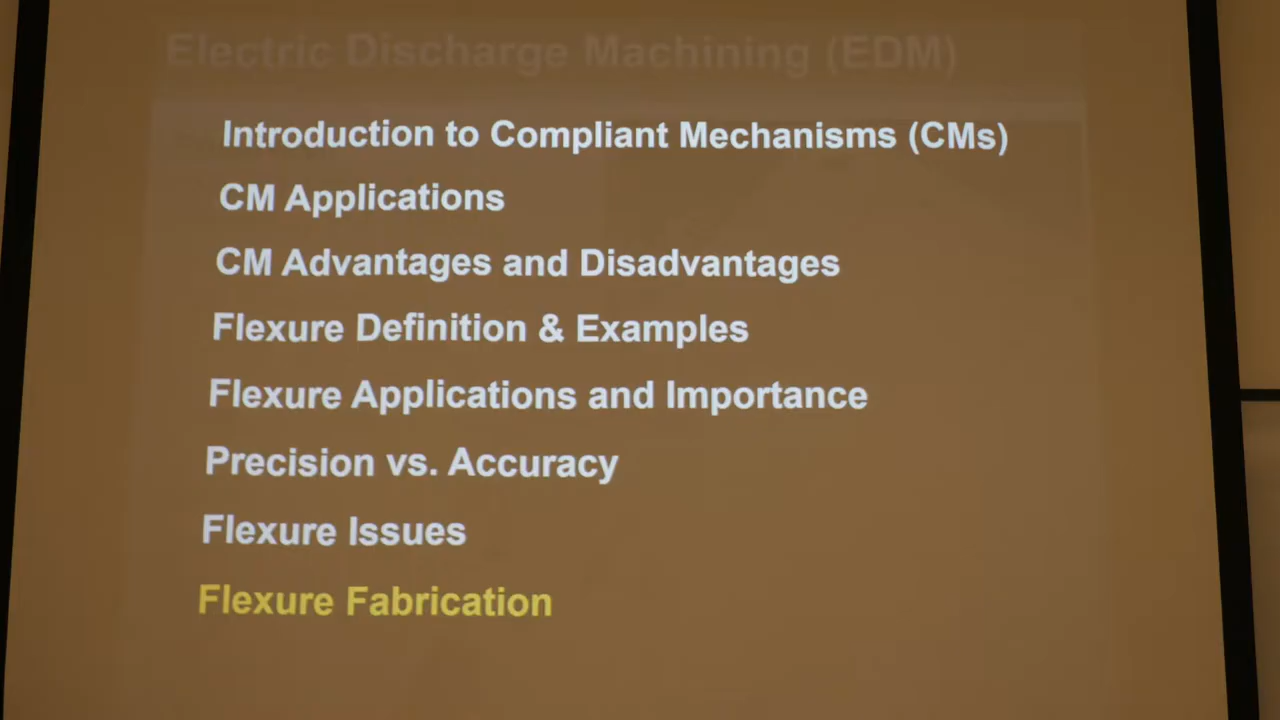 Electric Discharge Machining (EDM)
Introduction to Compliant Mechanisms (CMs)
CM Applications
CM Advantages and Disadvantages
Flexure Definition & Examples
Flexure Applications and Importance
Precision vs. Accuracy
Flexure Issues
Flexure Fabrication